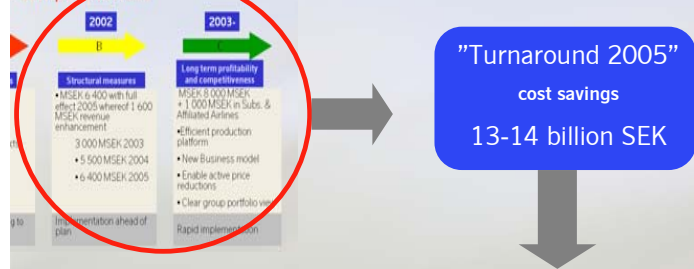 2002
2003-
B
C
Structural measures
Long term profitability
and competitiveness
• MSEK 6 400 with full
effect 2005 whereof 1 600
MSEK revenue
enhancement
3 000 MSEK 2003
• 5 500 MSEK 2004
• 6 400 MSEK 2005
MSEK 8 000 MSEK
+ 1 000 MSEK in Subs. &
Affiliated Airlines
•Efficient production
platform
• New Business model
• Enable active price
reductions
• Clear group portfolio view
Implementation ahead of
plan
Rapid implementation
"Turnaround 2005"
cost savings
13-14 billion SEK